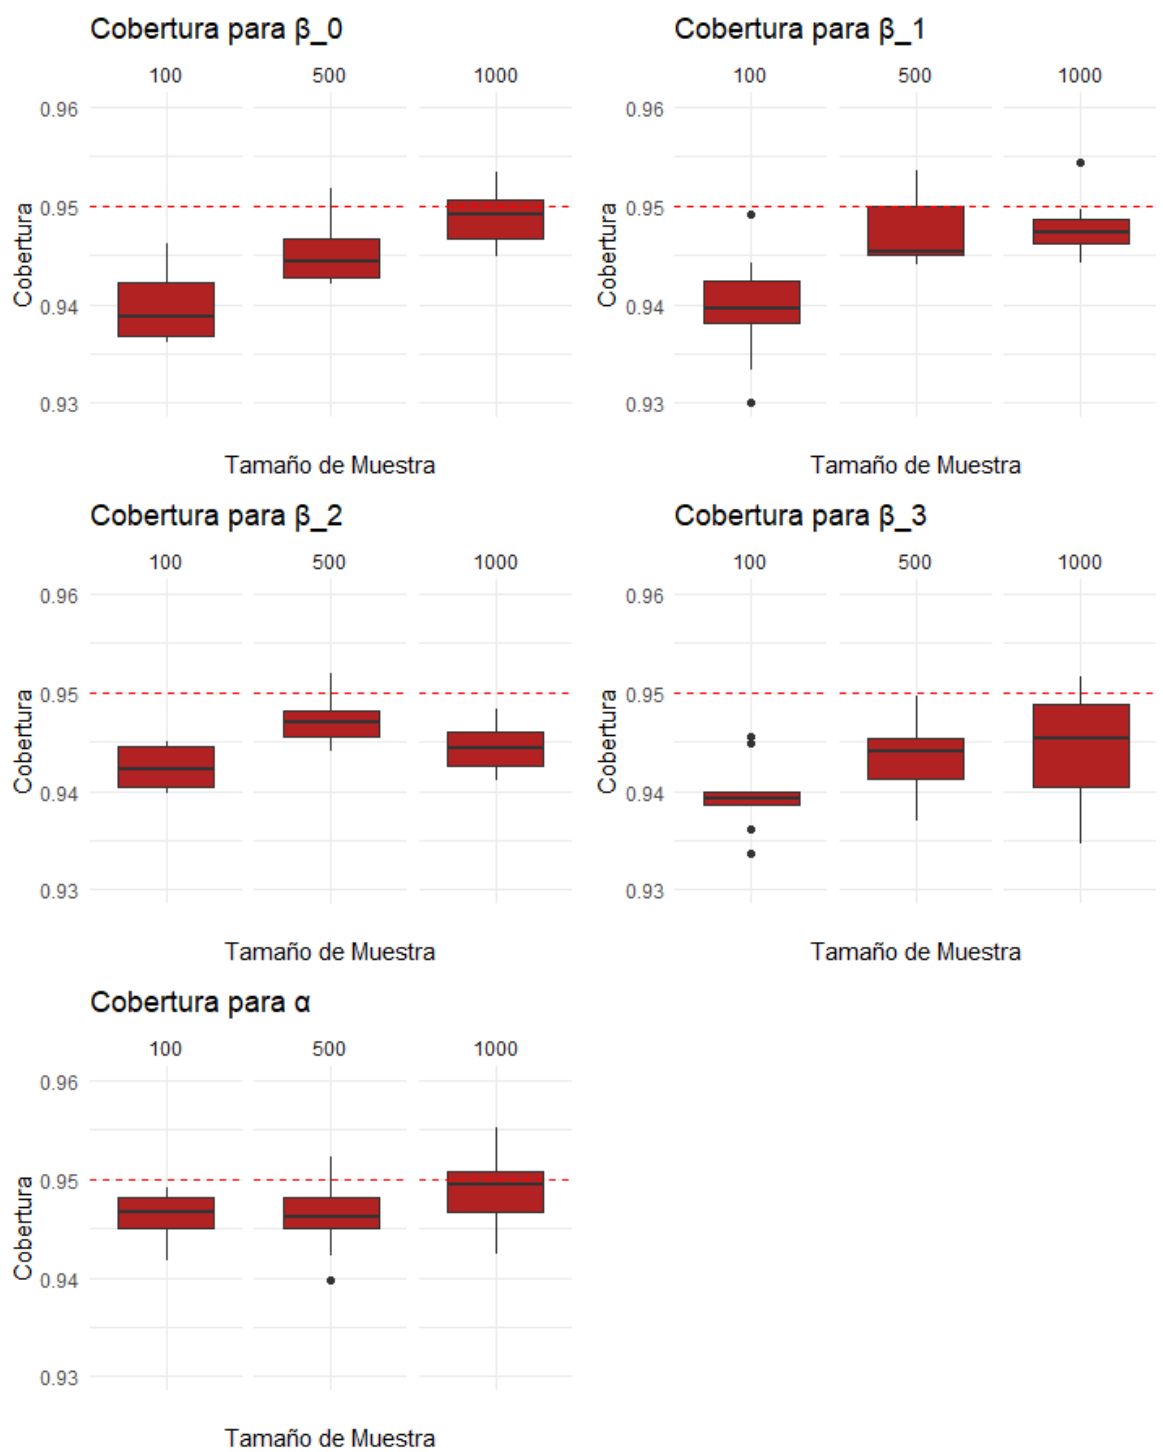 Cobertura para β_0
100 500 1000
0.96
0.95
0.94
0.93
Cobertura
Tamaño de Muestra
Cobertura para β_1
100 500 1000
0.96
0.95
0.94
0.93
Cobertura
Tamaño de Muestra
Cobertura para β_2
100 500 1000
0.96
0.95
0.94
0.93
Cobertura
Tamaño de Muestra
Cobertura para β_3
100 500 1000
0.96
0.95
0.94
0.93
Cobertura
Tamaño de Muestra
Cobertura para α
100 500 1000
0.96
0.95
0.94
0.93
Cobertura
Tamaño de Muestra